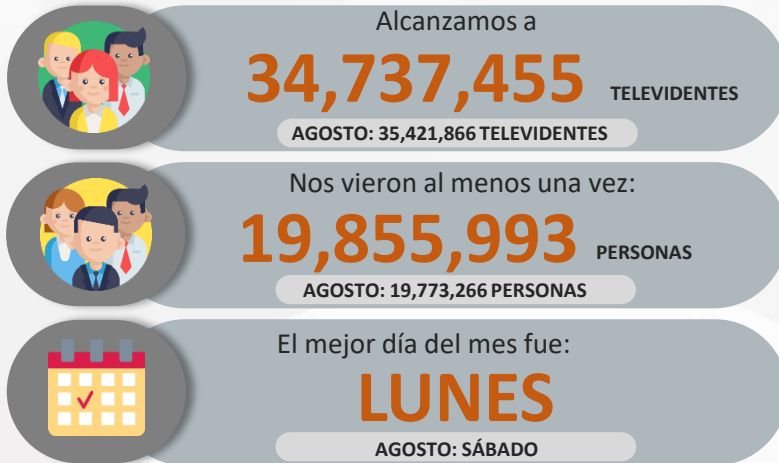 Alcanzamos a
34,737,455 TELEVIDENTES
AGOSTO: 35,421,866 TELEVIDENTES
Nos vieron al menos una vez:
19,855,993 PERSONAS
AGOSTO: 19,773,266 PERSONAS
El mejor día del mes fue:
LUNES
AGOSTO: SÁBADO